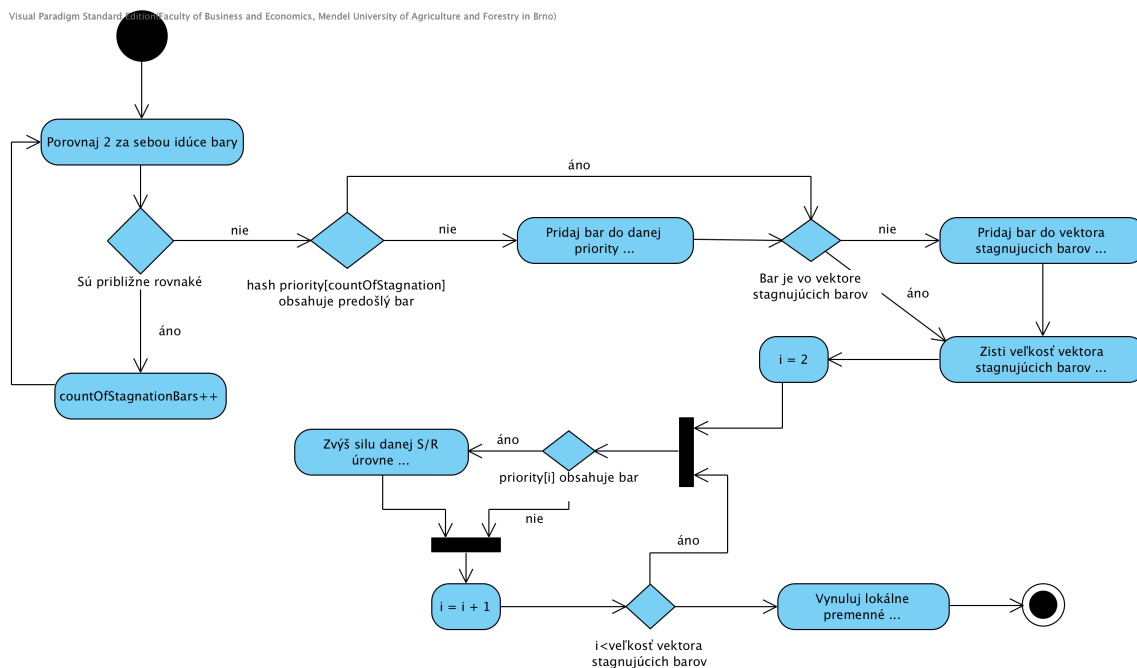 Visual Paradigm Standard Edition(Faculty of Business and Economics, Mendel University of Agriculture and Forestry in Brno)
Porovnaj 2 za sebou idúce bary
áno
nie
nie
nie
Pridaj bar do danej
priority ...
Pridaj bar do vektora
stagnujucich barov ...
Sú približne rovnaké
hash priority[countOfStagnation]
obsahuje predošlý bar
Bar je vo vektore
stagnujúcich barov
áno
áno
i = 2
Zisti veľkosť vektora
stagnujúcich barov ...
countOfStagnationBars++
Zvýš silu danej S/R
úrovne ...
áno
priority[i] obsahuje bar
nie
áno
i = i + 1
Vynuluj lokálne
premenné ...
i<veľkosť vektora
stagnujúcich barov